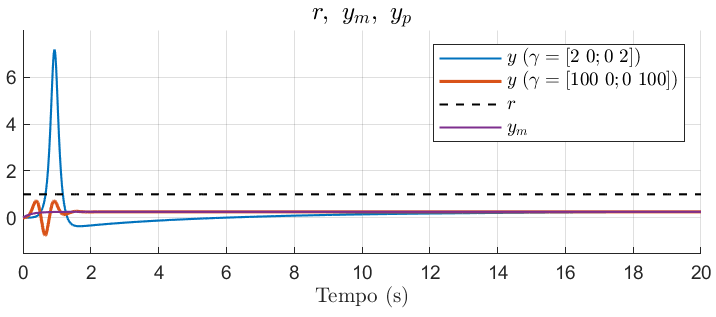 r, y_m, y_p
y (γ = [2 0; 0 2])
y (γ = [100 0; 0 100])
r
y_m
6
4
2
0
0 2 4 6 8 10 12 14 16 18 20
Tempo (s)